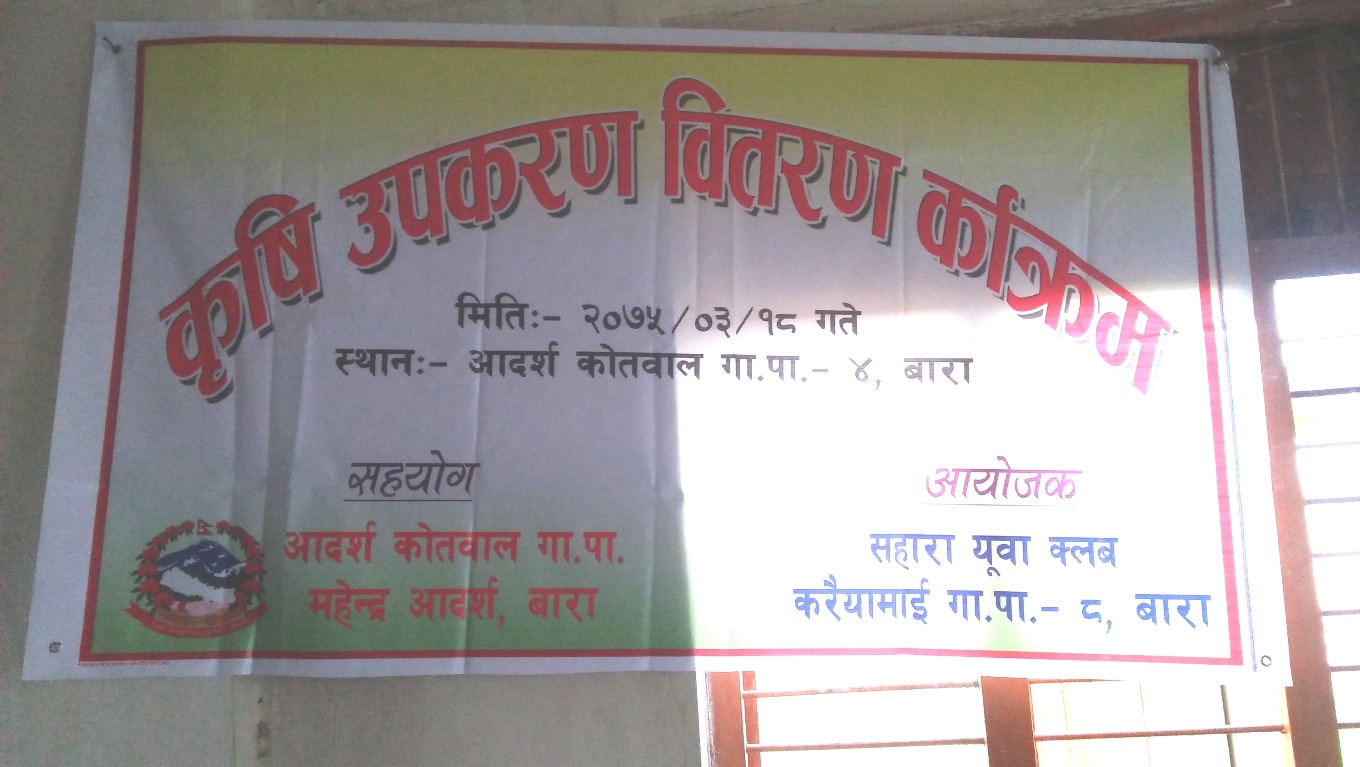 कृषि उपकरण वितरण र्काक्रम
मितिः- २०७५/०३/१८ गते
स्थानः- आदर्श कोतवाल गा.पा.- ४, बारा
सहयोग
आदर्श कोतवाल गा.पा.
महेन्द्र आदर्श, बारा
आयोजक
सहारा यूवा क्लब
करैयामाई गा.पा.- ८, बारा